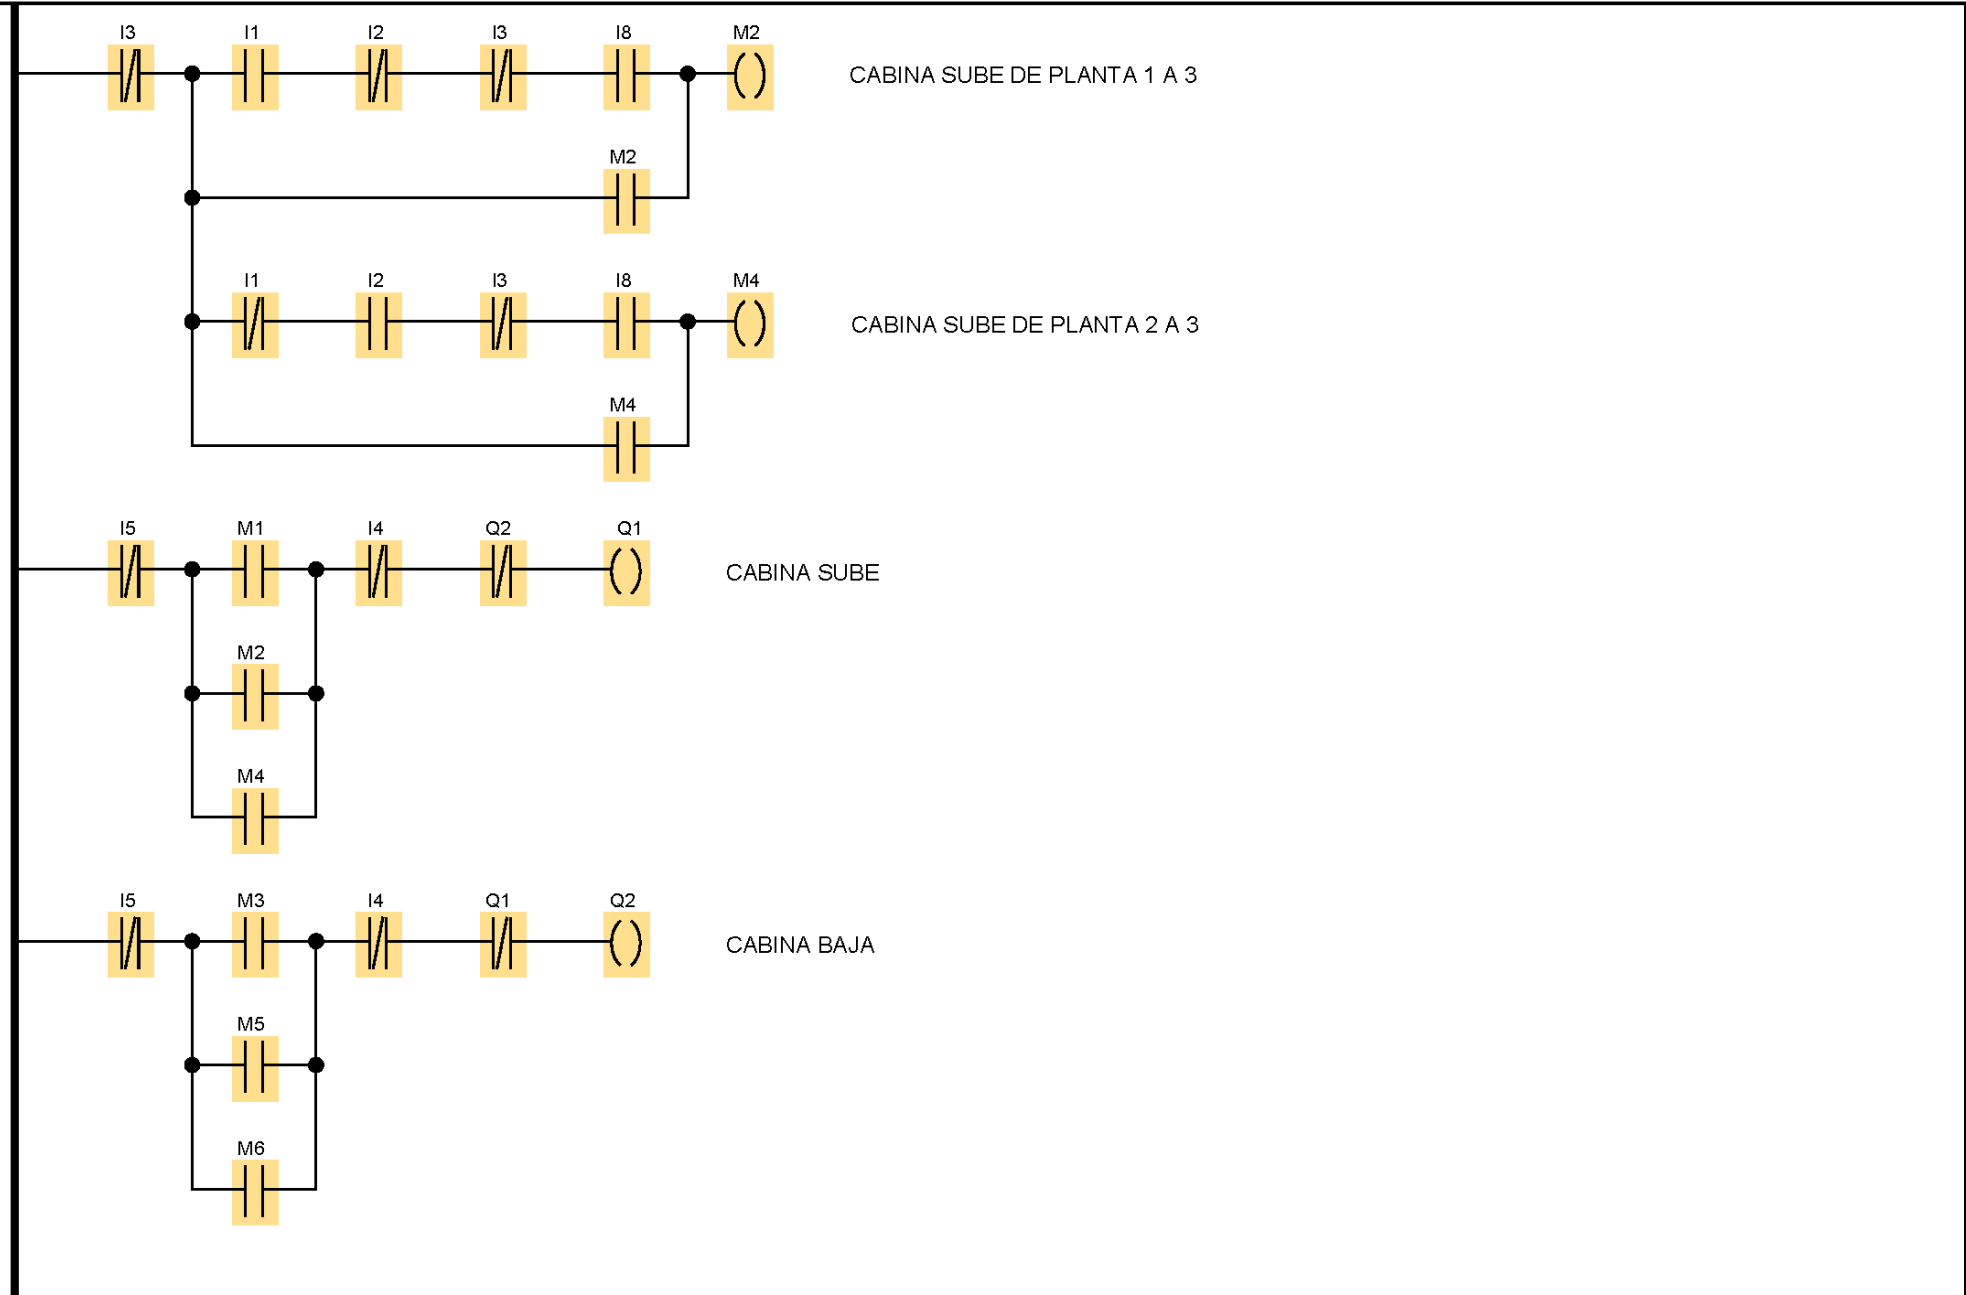 I3 I1 I2 I3 I8 M2
CABINA SUBE DE PLANTA 1 A 3
M2
I1 I2 I3 I8 M4
CABINA SUBE DE PLANTA 2 A 3
M4
I5 M1 I4 Q2 Q1
CABINA SUBE
M2
M4
I5 M3 I4 Q1 Q2
CABINA BAJA
M5
M6